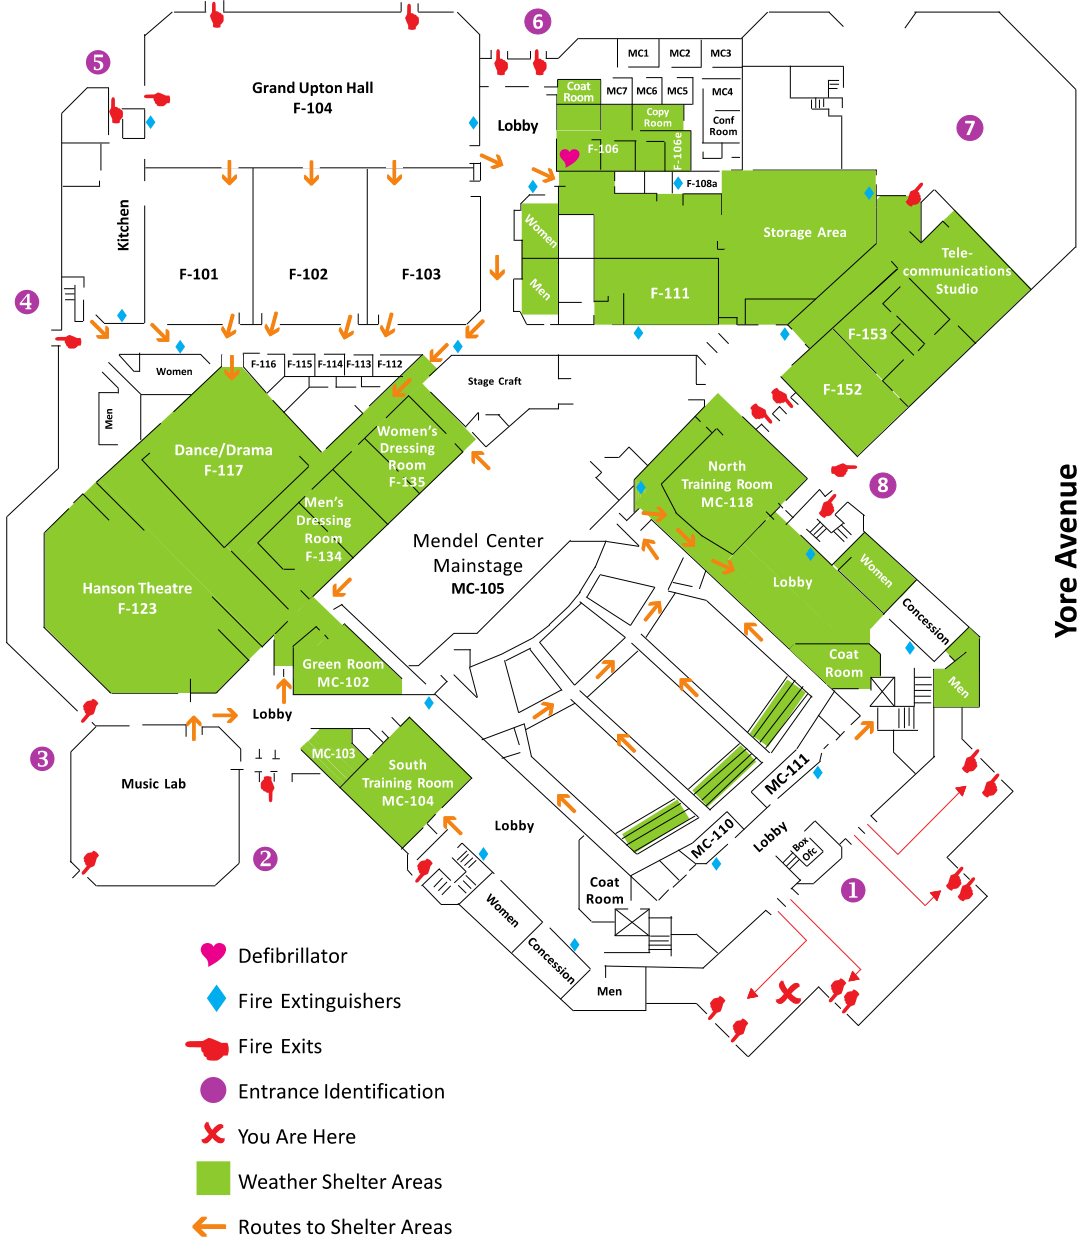 6
MC1
MC2
MC3
5
Grand Upton Hall
F-104
Coat
Room
MC7
MC6
MC5
MC4
Copy
Room
Conf
Room
Lobby
7
F-106
F-106e
F-108a
Kitchen
Women
Storage Area
Tele-
communications
Studio
F-101
F-102
F-103
Men
F-111
4
F-153
Women
F-116
F-115
F-114
F-113
F-112
Stage Craft
F-152
Men
Dance/Drama
F-117
Women's
Dressing
Room
F-135
North
Training Room
MC-118
8
Yore Avenue
Men's
Dressing
Room
F-134
Mendel Center
Mainstage
MC-105
Hanson Theatre
F-123
Lobby
Women
Concession
Green Room
MC-102
Coat
Room
Men
Lobby
3
MC-103
Music Lab
South
Training Room
MC-104
MC-111
Lobby
MC-110
Lobby
Box
Ofc
2
1
Coat
Room
Women
Concession
Men
Defibrillator
Fire Extinguishers
Fire Exits
Entrance Identification
You Are Here
Weather Shelter Areas
Routes to Shelter Areas